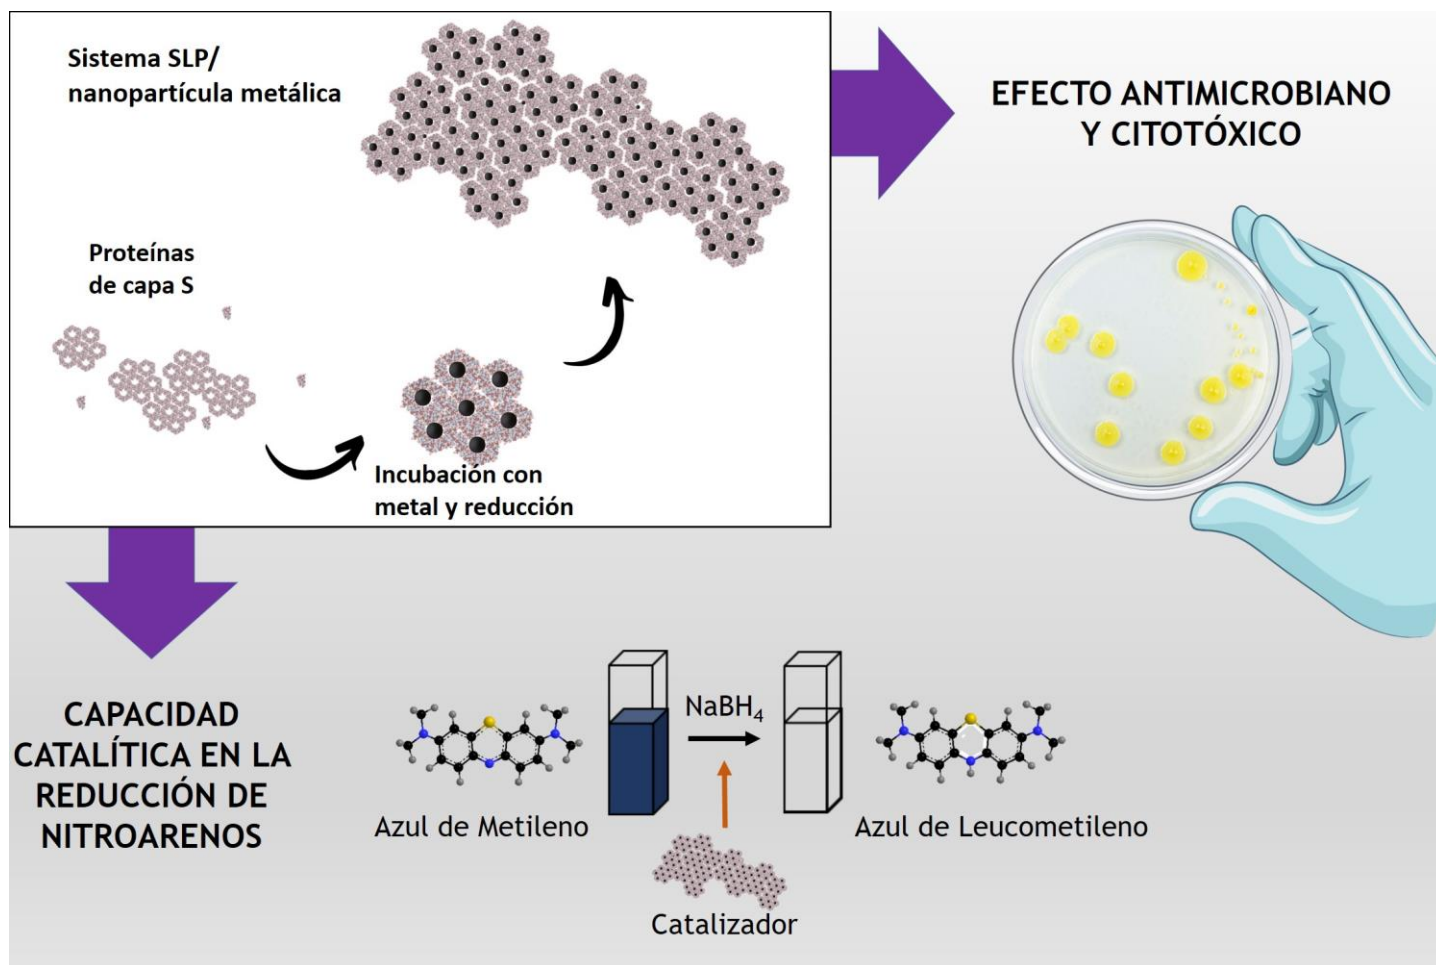 Sistema SLP/
nanopartícula metálica
Proteínas
de capa S
Incubación con
metal y reducción
EFECTO ANTIMICROBIANO
Y CITOTÓXICO
CAPACIDAD
CATALÍTICA EN LA
REDUCCIÓN DE
NITROARENOS
NaBH₄
Azul de Metileno
Azul de Leucometileno
Catalizador